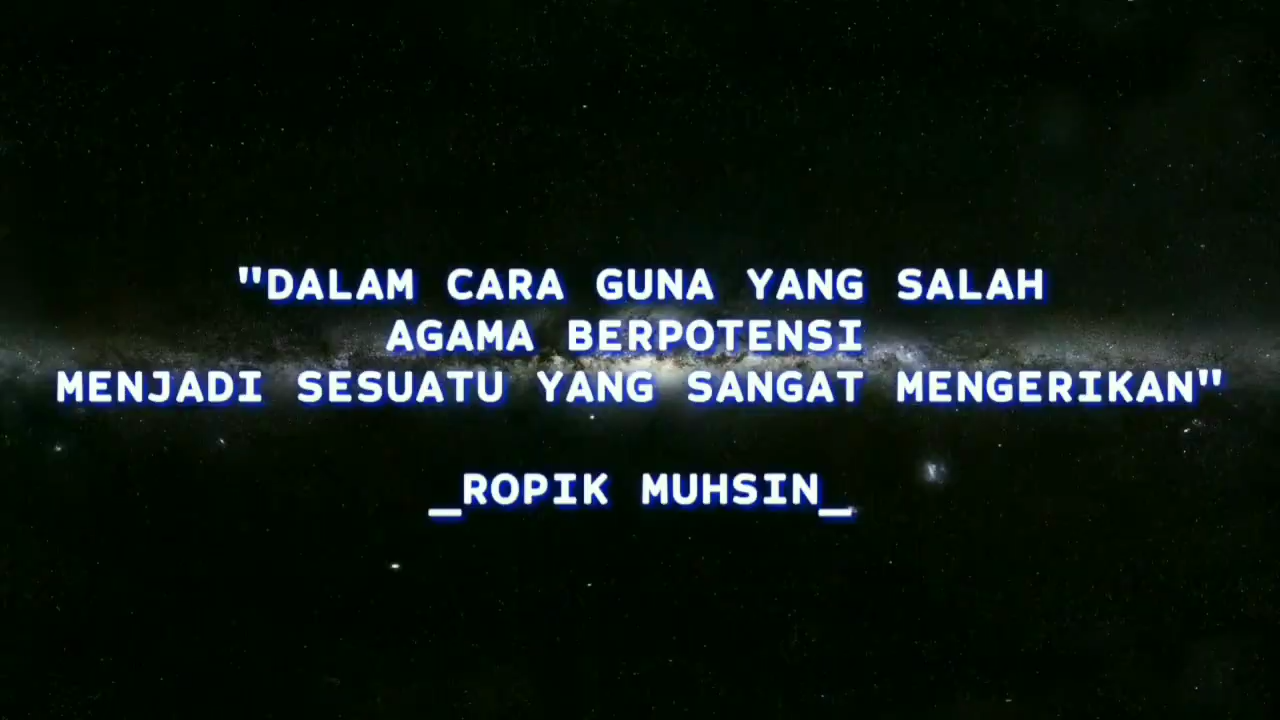 "DALAM CARA GUNA YANG SALAH
AGAMA BERPOTENSI
MENJADI SESUATU YANG SANGAT MENGERIKAN"
_ROPIK MUHSIN_